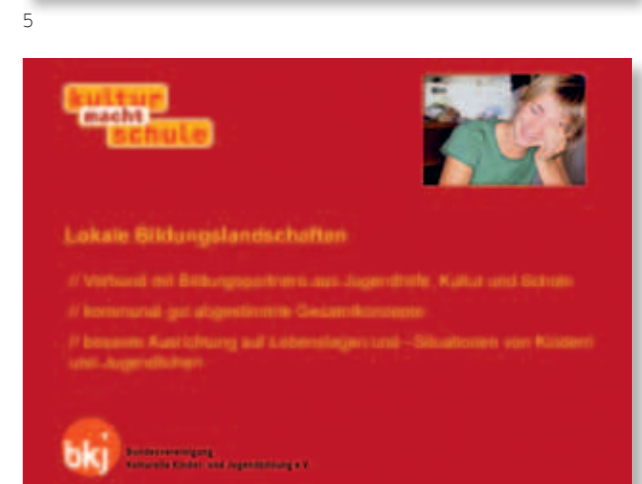 5
kultur
macht
schule
Lokale Bildungslandschaften
// Verbund mit Bildungspartnern aus Jugendhilfe, Kultur und Schule
// kommunal gut abgestimmte Gesamtkonzepte
// bessere Ausrichtung auf Lebenslagen und -Situationen von Kindern
und Jugendlichen
bkj
Bundesvereinigung
Kulturelle Kinder- und Jugendbildung e.V.